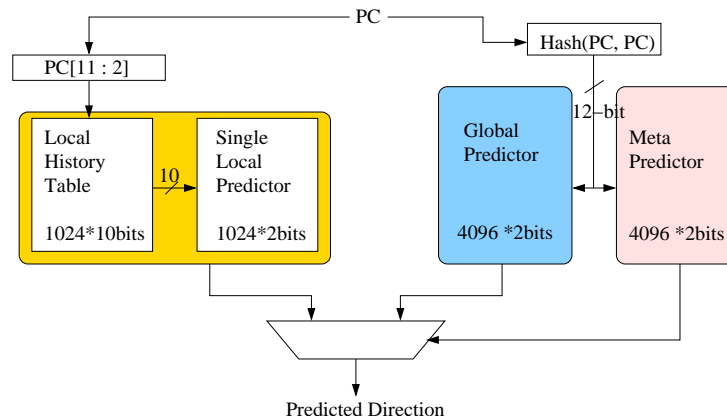 PC
Hash(PC, PC)
PC[11 : 2]
12-bit
Local
History
Table
1024*10bits
10
Single
Local
Predictor
1024*2bits
Global
Predictor
4096 *2bits
Meta
Predictor
4096 *2bits
Predicted Direction